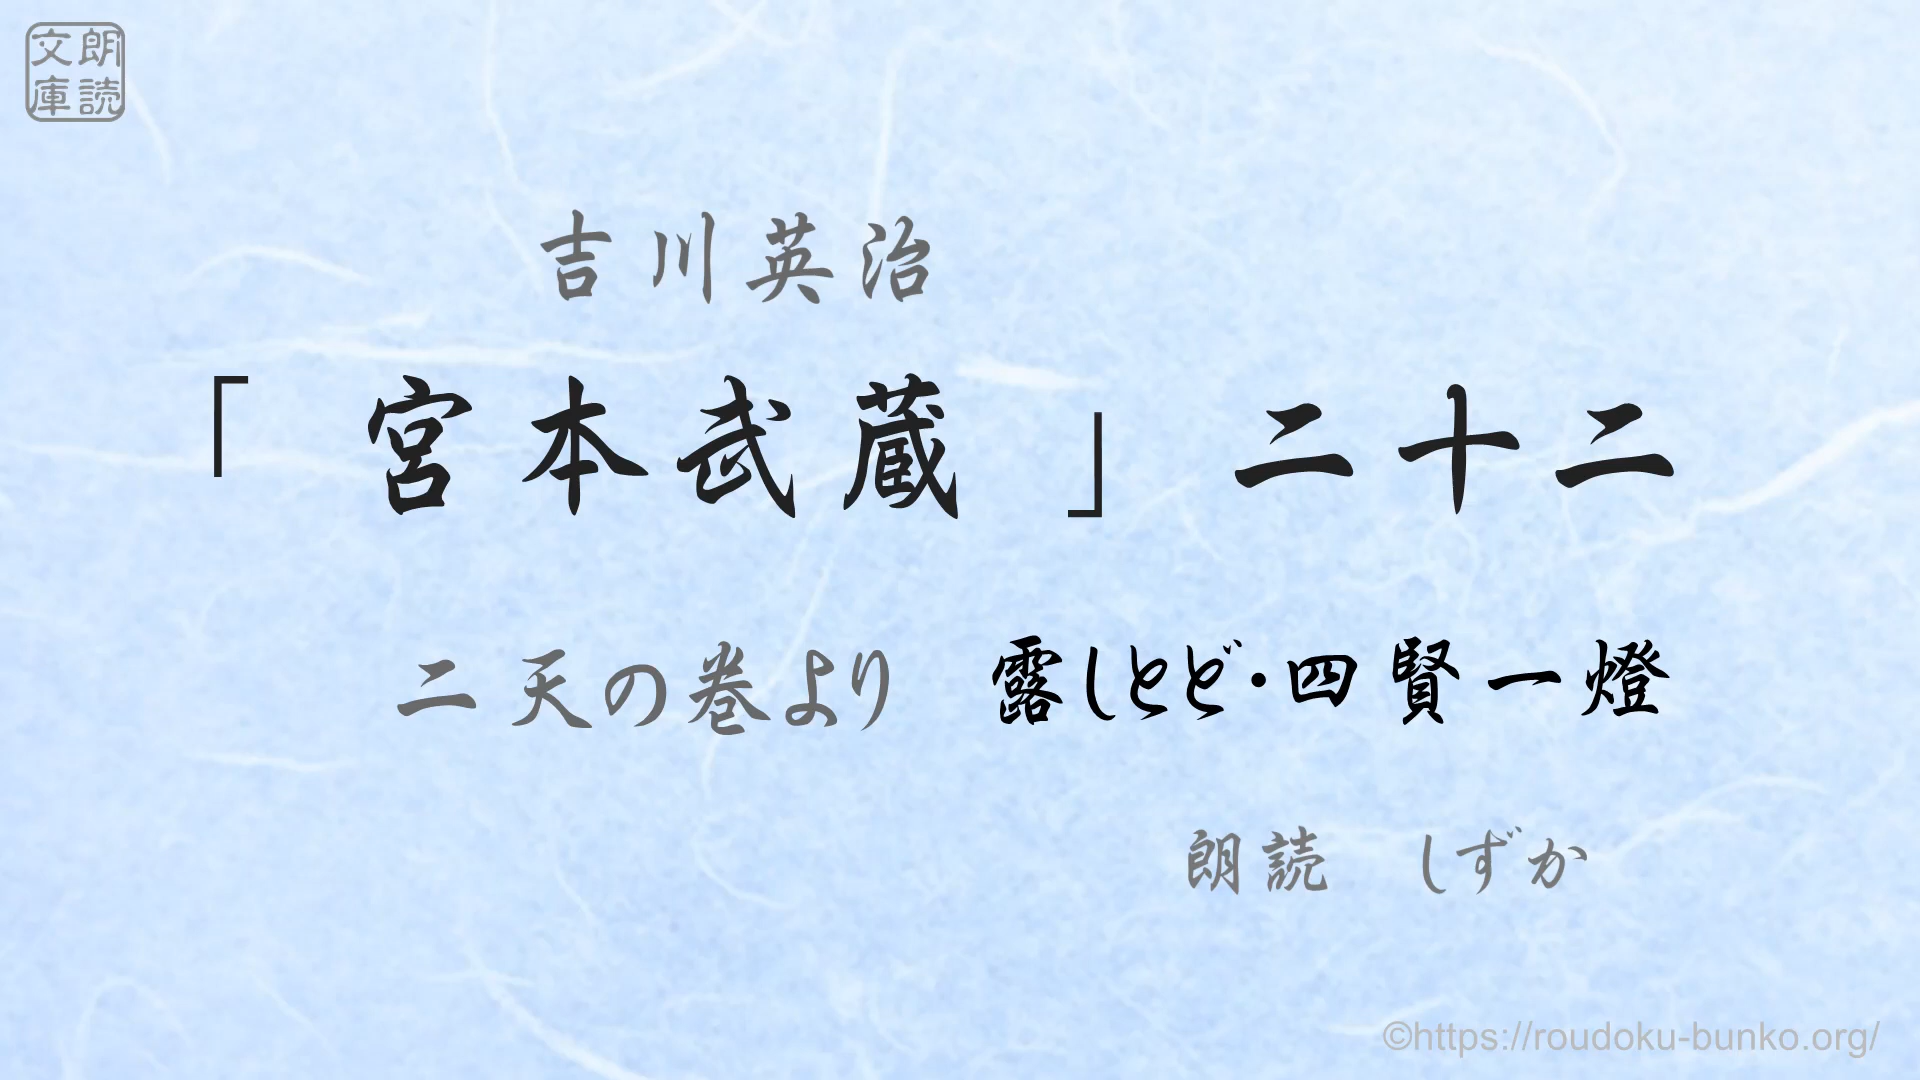 朗読文庫
吉川英治
「 宮本武蔵 」 二十二
二天の巻より 露しとど・四賢一燈
朗読 しずか
©https://roudoku-bunko.org/